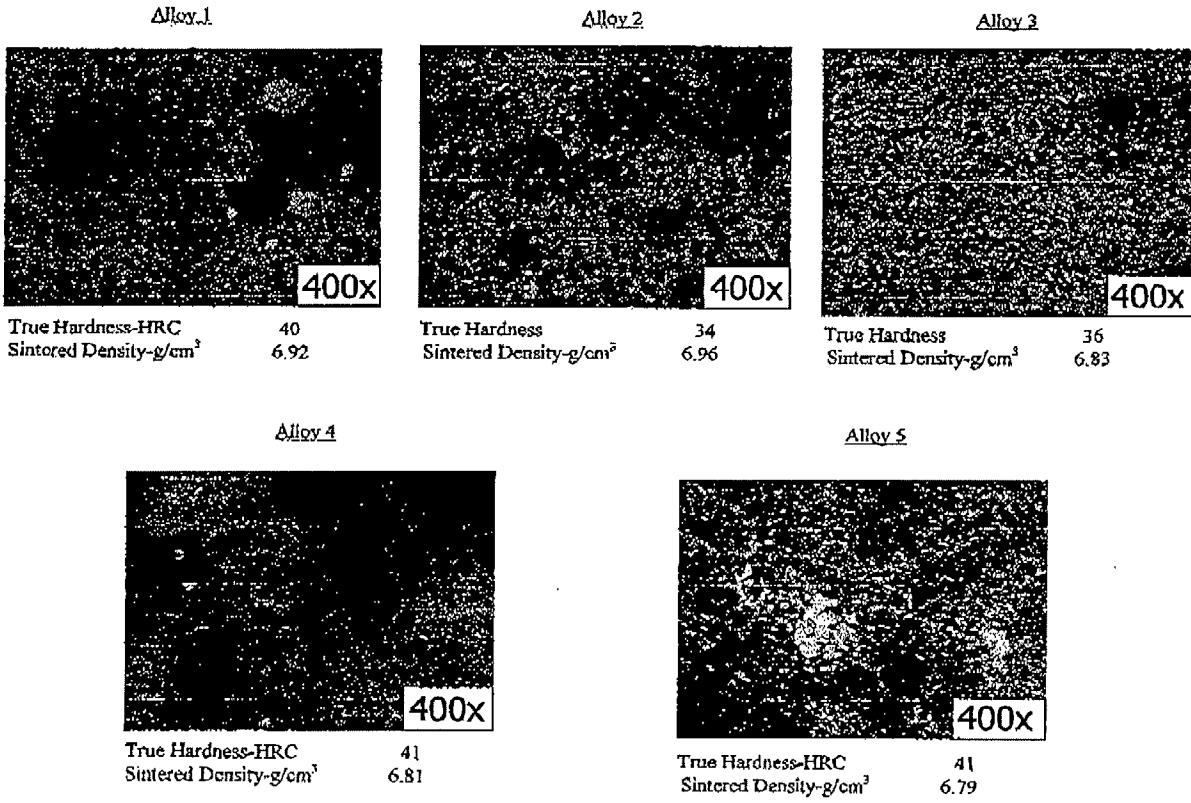 Alloy 1
400x
True Hardness-HRC 40
Sintored Density-g/cm³ 6.92
Alloy 2
400x
True Hardness 34
Sintered Density-g/cm³ 6.96
Alloy 3
400x
True Hardness 36
Sintered Density-g/cm³ 6.83
Alloy 4
400x
True Hardness-HRC 41
Sintered Density-g/cm³ 6.81
Alloy 5
400x
True Hardness-HRC 41
Sintered Density-g/cm³ 6.79